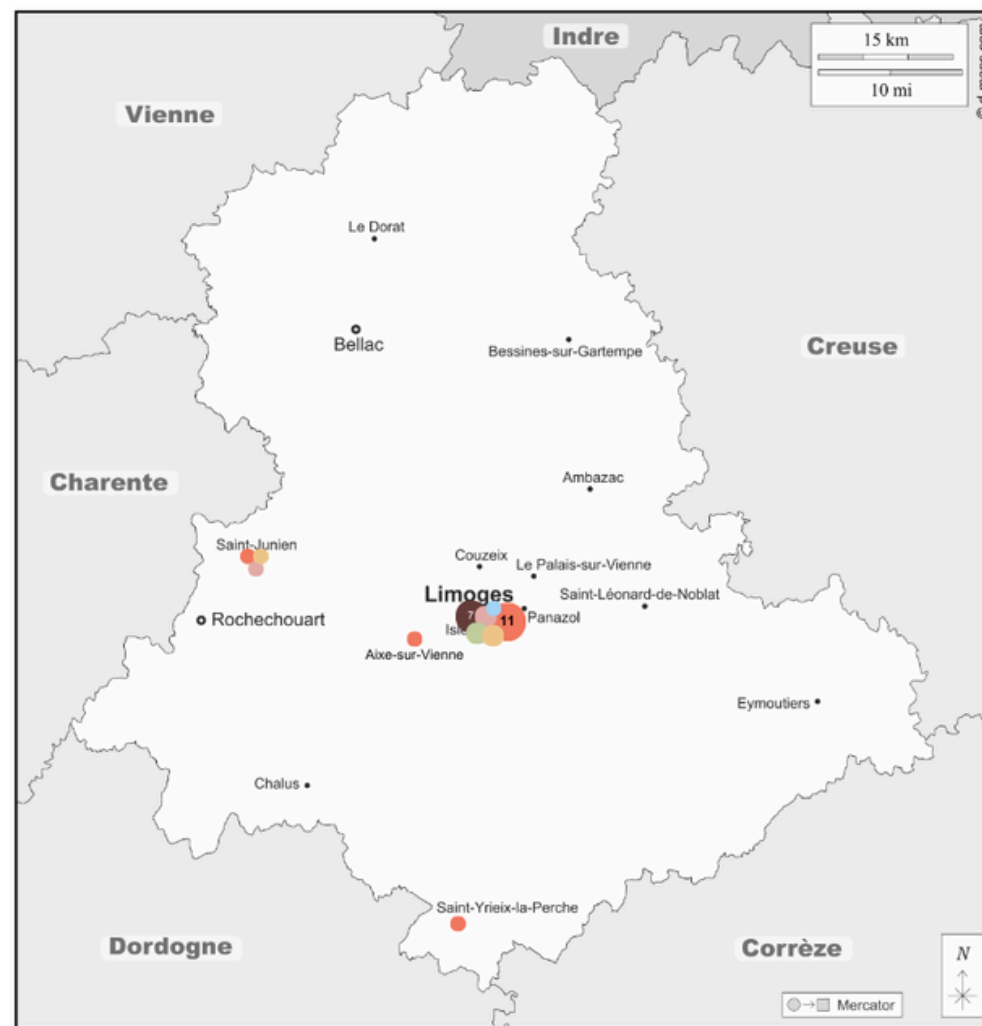 Indre
15 km
10 mi
© d-maps.com
Vienne
Le Dorat
Bellac
Bessines-sur-Gartempe
Creuse
Charente
Ambazac
Saint-Junien
Couzeix
Le Palais-sur-Vienne
Limoges
Saint-Léonard-de-Noblat
7
11
Panazol
Rochechouart
Aixe-sur-Vienne
Eymoutiers
Chalus
Saint-Yrieix-la-Perche
Dordogne
Corrèze
N
Mercator